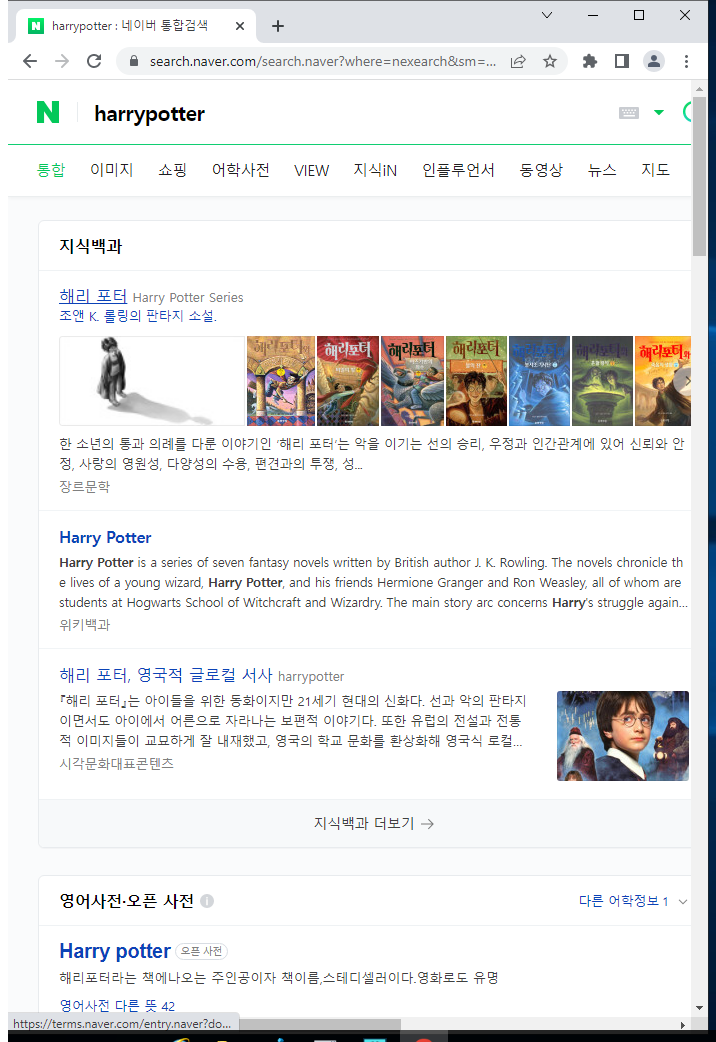 harrypotter : 네이버 통합검색
search.naver.com/search.naver?where=nexearch&sm=...
N harrypotter
통합 이미지 쇼핑 어학사전 VIEW 지식iN 인플루언서 동영상 뉴스 지도
지식백과
해리 포터 Harry Potter Series
조앤 K. 롤링의 판타지 소설.
해리포터와 해리포터 해리포터 해리포터 해리포터와 해리포터와 해리포터와
한 소년의 통과 의례를 다룬 이야기인 '해리 포터'는 악을 이기는 선의 승리, 우정과 인간관계에 있어 신뢰와 안
정, 사랑의 영원성, 다양성의 수용, 편견과의 투쟁, 성...
장르문학
Harry Potter
Harry Potter is a series of seven fantasy novels written by British author J. K. Rowling. The novels chronicle th
e lives of a young wizard, Harry Potter, and his friends Hermione Granger and Ron Weasley, all of whom are
students at Hogwarts School of Witchcraft and Wizardry. The main story arc concerns Harry's struggle again...
위키백과
해리 포터, 영국적 글로컬 서사 harrypotter
『해리 포터』는 아이들을 위한 동화이지만 21세기 현대의 신화다. 선과 악의 판타지
이면서도 아이에서 어른으로 자라나는 보편적 이야기다. 또한 유럽의 전설과 전통
적 이미지들이 교묘하게 잘 내재했고, 영국의 학교 문화를 환상화해 영국식 로컬...
시각문화대표콘텐츠
지식백과 더보기 →
영어사전·오픈 사전
다른 어학정보 1
Harry potter 오픈 사전
해리포터라는 책에나오는 주인공이자 책이름,스테디셀러이다.영화로도 유명
영어사전 다른 뜻 42
https://terms.naver.com/entry.naver?do...